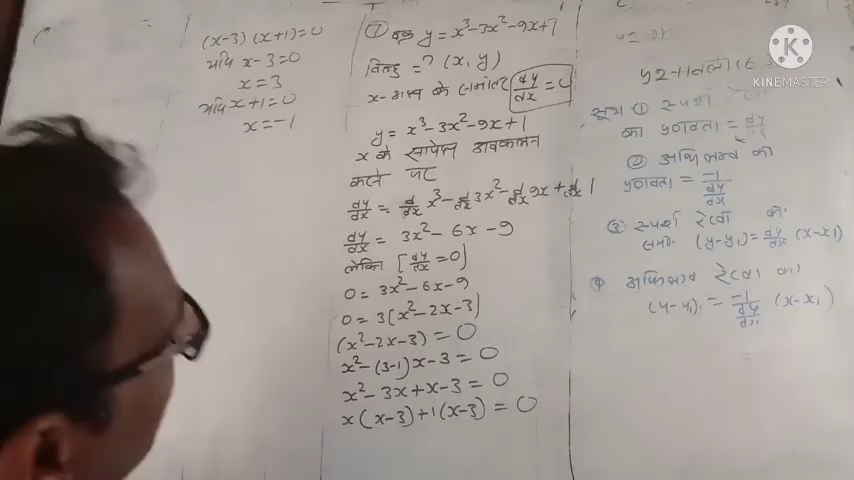 (x-3) (x+1)=0
यदि x-3=0
x=3
यदि x+1=0
x=-1
① वक्र y=x³-3x²-9x+7
बिन्दु =? (x, y)
x-अक्ष के समांतर dy/dx = 0
y=x³-3x²-9x+1
x के सापेक्ष अवकलन
करने पर
dy/dx = d/dx x³ - d/dx 3x² - d/dx 9x + d/dx 1
dy/dx = 3x²-6x-9
लेकिन [dy/dx = 0]
0=3x²-6x-9
0=3(x²-2x-3)
(x²-2x-3)=0
x²-(3-1)x-3=0
x²-3x+x-3=0
x(x-3)+1(x-3)=0
KINEMASTER
सूत्र ① स्पर्श
का प्रणवता = dy/dx
② अभिलम्ब की
प्रणवता = -1/(dy/dx)
③ स्पर्श रेखा का
समी. (y-y₁)=dy/dx (x-x₁)
④ अभिलम्ब रेखा का
(y-y₁) = -1/(dy/dx) (x-x₁)